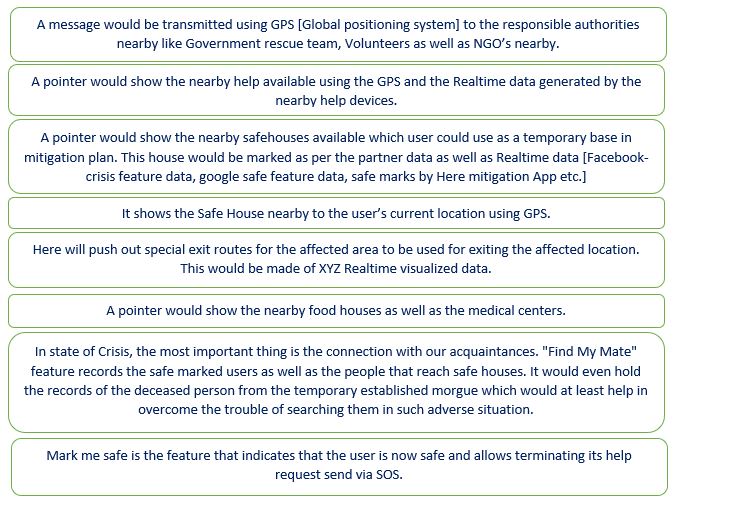 A message would be transmitted using GPS [Global positioning system] to the responsible authorities
nearby like Government rescue team, Volunteers as well as NGO's nearby.
A pointer would show the nearby help available using the GPS and the Realtime data generated by the
nearby help devices.
A pointer would show the nearby safehouses available which user could use as a temporary base in
mitigation plan. This house would be marked as per the partner data as well as Realtime data [Facebook-
crisis feature data, google safe feature data, safe marks by Here mitigation App etc.]
It shows the Safe House nearby to the user's current location using GPS.
Here will push out special exit routes for the affected area to be used for exiting the affected location.
This would be made of XYZ Realtime visualized data.
A pointer would show the nearby food houses as well as the medical centers.
In state of Crisis, the most important thing is the connection with our acquaintances. "Find My Mate"
feature records the safe marked users as well as the people that reach safe houses. It would even hold
the records of the deceased person from the temporary established morgue which would at least help in
overcome the trouble of searching them in such adverse situation.
Mark me safe is the feature that indicates that the user is now safe and allows terminating its help
request send via SOS.